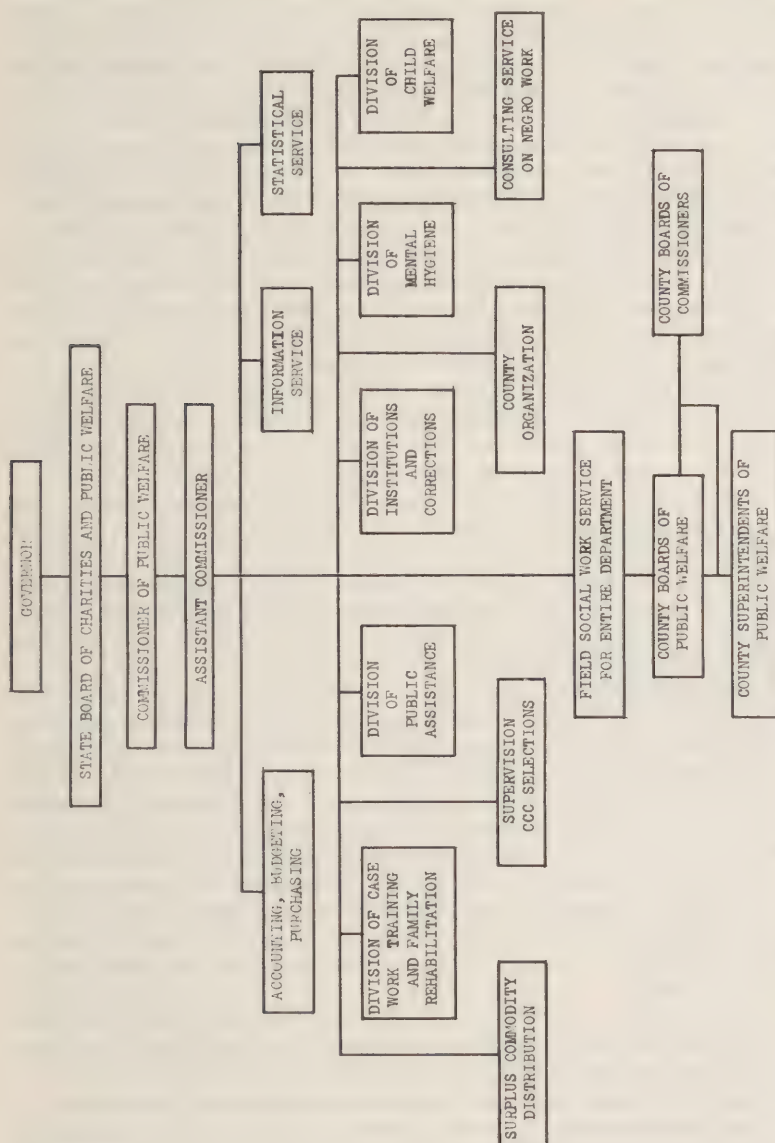 GOVERNOR
STATE BOARD OF CHARITIES AND PUBLIC WELFARE
COMMISSIONER OF PUBLIC WELFARE
ASSISTANT COMMISSIONER
ACCOUNTING, BUDGETING,
PURCHASING
INFORMATION
SERVICE
STATISTICAL
SERVICE
DIVISION OF CASE
WORK TRAINING
AND FAMILY
REHABILITATION
DIVISION
OF
PUBLIC
ASSISTANCE
DIVISION OF
INSTITUTIONS
AND
CORRECTIONS
DIVISION
OF
MENTAL
HYGIENE
DIVISION
OF
CHILD
WELFARE
SURPLUS COMMODITY
DISTRIBUTION
SUPERVISION
CCC SELECTIONS
COUNTY
ORGANIZATION
CONSULTING SERVICE
ON NEGRO WORK
FIELD SOCIAL WORK SERVICE
FOR ENTIRE DEPARTMENT
COUNTY BOARDS OF
PUBLIC WELFARE
COUNTY BOARDS OF
COMMISSIONERS
COUNTY SUPERINTENDENTS OF
PUBLIC WELFARE